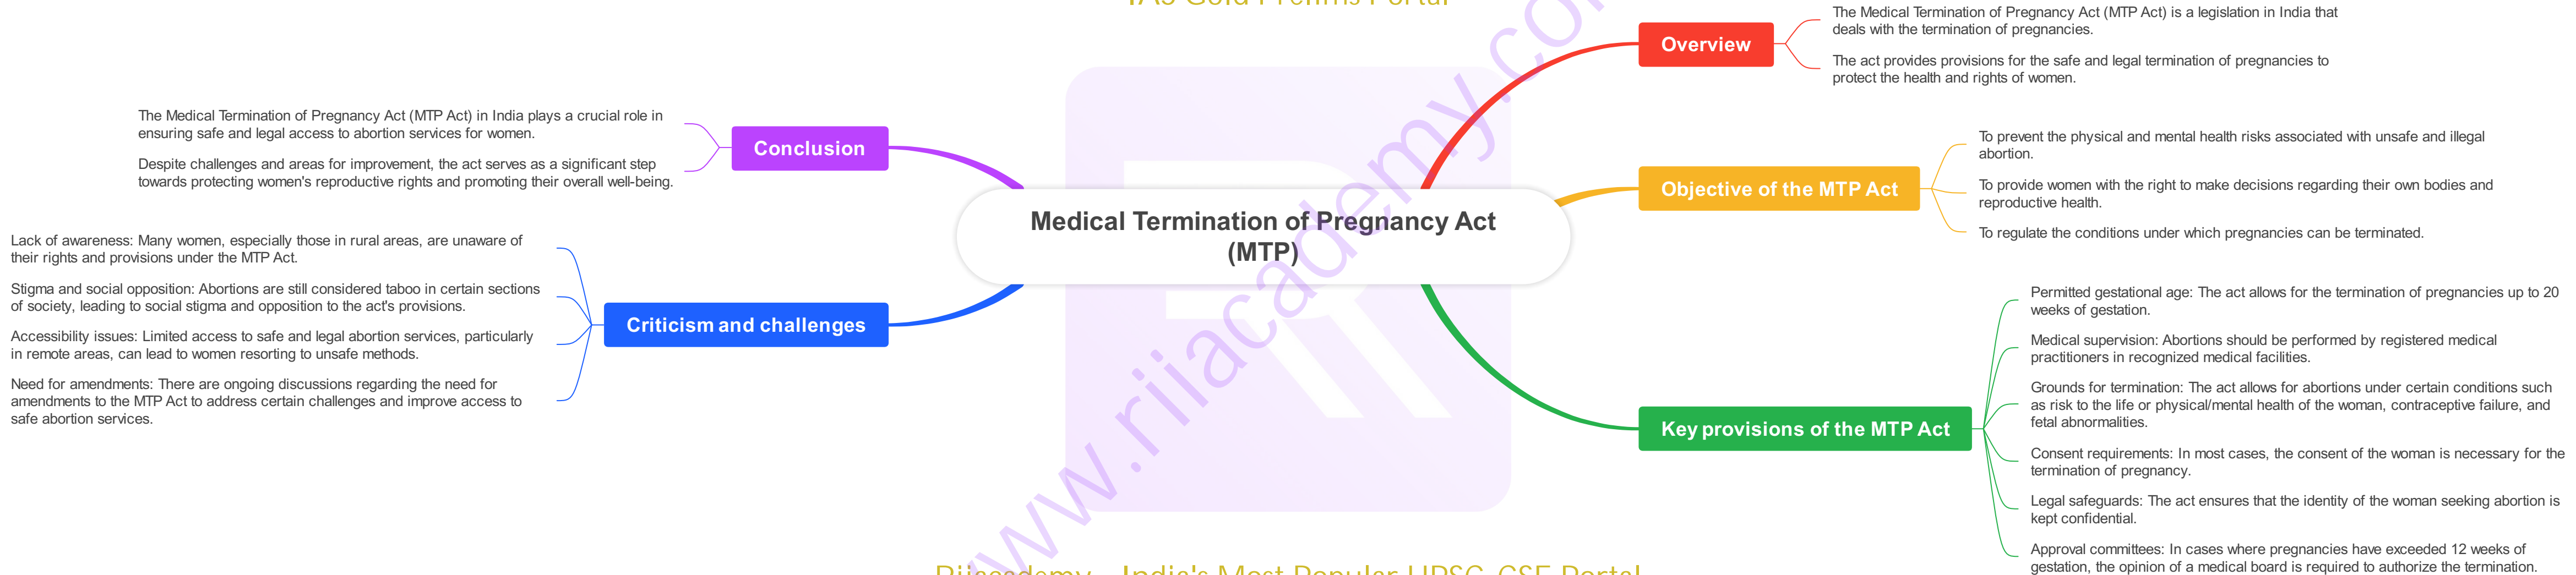 IAS Gold Prelims Portal
Medical Termination of Pregnancy Act
(MTP)
Overview
The Medical Termination of Pregnancy Act (MTP Act) is a legislation in India that
deals with the termination of pregnancies.
The act provides provisions for the safe and legal termination of pregnancies to
protect the health and rights of women.
Objective of the MTP Act
To prevent the physical and mental health risks associated with unsafe and illegal
abortion.
To provide women with the right to make decisions regarding their own bodies and
reproductive health.
To regulate the conditions under which pregnancies can be terminated.
Key provisions of the MTP Act
Permitted gestational age: The act allows for the termination of pregnancies up to 20
weeks of gestation.
Medical supervision: Abortions should be performed by registered medical
practitioners in recognized medical facilities.
Grounds for termination: The act allows for abortions under certain conditions such
as risk to the life or physical/mental health of the woman, contraceptive failure, and
fetal abnormalities.
Consent requirements: In most cases, the consent of the woman is necessary for the
termination of pregnancy.
Legal safeguards: The act ensures that the identity of the woman seeking abortion is
kept confidential.
Approval committees: In cases where pregnancies have exceeded 12 weeks of
gestation, the opinion of a medical board is required to authorize the termination.
Criticism and challenges
Lack of awareness: Many women, especially those in rural areas, are unaware of
their rights and provisions under the MTP Act.
Stigma and social opposition: Abortions are still considered taboo in certain sections
of society, leading to social stigma and opposition to the act's provisions.
Accessibility issues: Limited access to safe and legal abortion services, particularly
in remote areas, can lead to women resorting to unsafe methods.
Need for amendments: There are ongoing discussions regarding the need for
amendments to the MTP Act to address certain challenges and improve access to
safe abortion services.
Conclusion
The Medical Termination of Pregnancy Act (MTP Act) in India plays a crucial role in
ensuring safe and legal access to abortion services for women.
Despite challenges and areas for improvement, the act serves as a significant step
towards protecting women's reproductive rights and promoting their overall well-being.
www.riiacademy.co
Riiacademy - India's Most Popular UPSC-CSE Portal